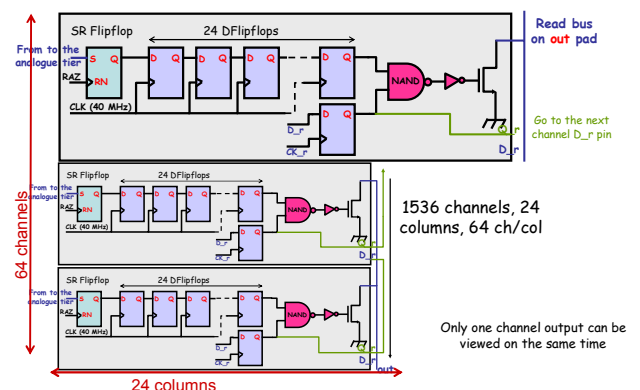 SR Flipflop
24 DFlipflops
Read bus
on out pad
From to the
analogue tier
S Q
RN
RAZ
D Q
D Q
D Q
D Q
CLK (40 MHz)
NAND
D Q
D_r
CK_r
Go to the next
channel D_r pin
Q_r
D_r
SR Flipflop
24 DFlipflops
From to the
analogue tier
S Q
RN
RAZ
D Q
D Q
D Q
D Q
CLK (40 MHz)
NAND
D Q
D_r
CK_r
Q_r
D_r
1536 channels, 24
columns, 64 ch/col
64 channels
SR Flipflop
24 DFlipflops
From to the
analogue tier
S Q
RN
RAZ
D Q
D Q
D Q
D Q
CLK (40 MHz)
NAND
D Q
D_r
CK_r
Q_r
D_r
out
Only one channel output can be
viewed on the same time
24 columns